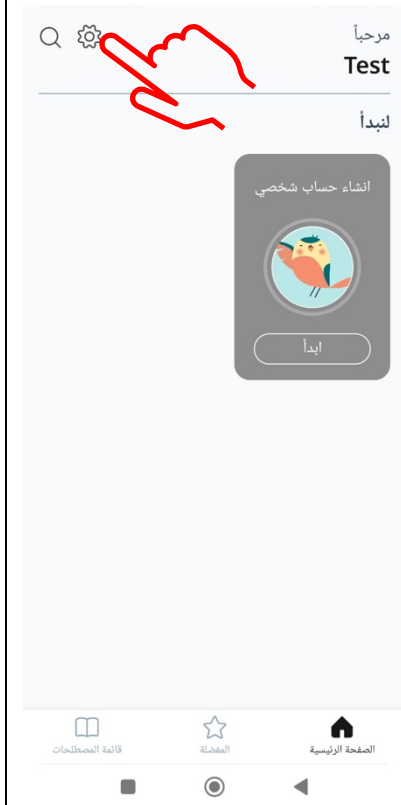 مرحباً
Test
لنبدأ
انشاء حساب شخصي
ابدأ
الصفحة الرئيسية
المفضلة
قائمة المصطلحات